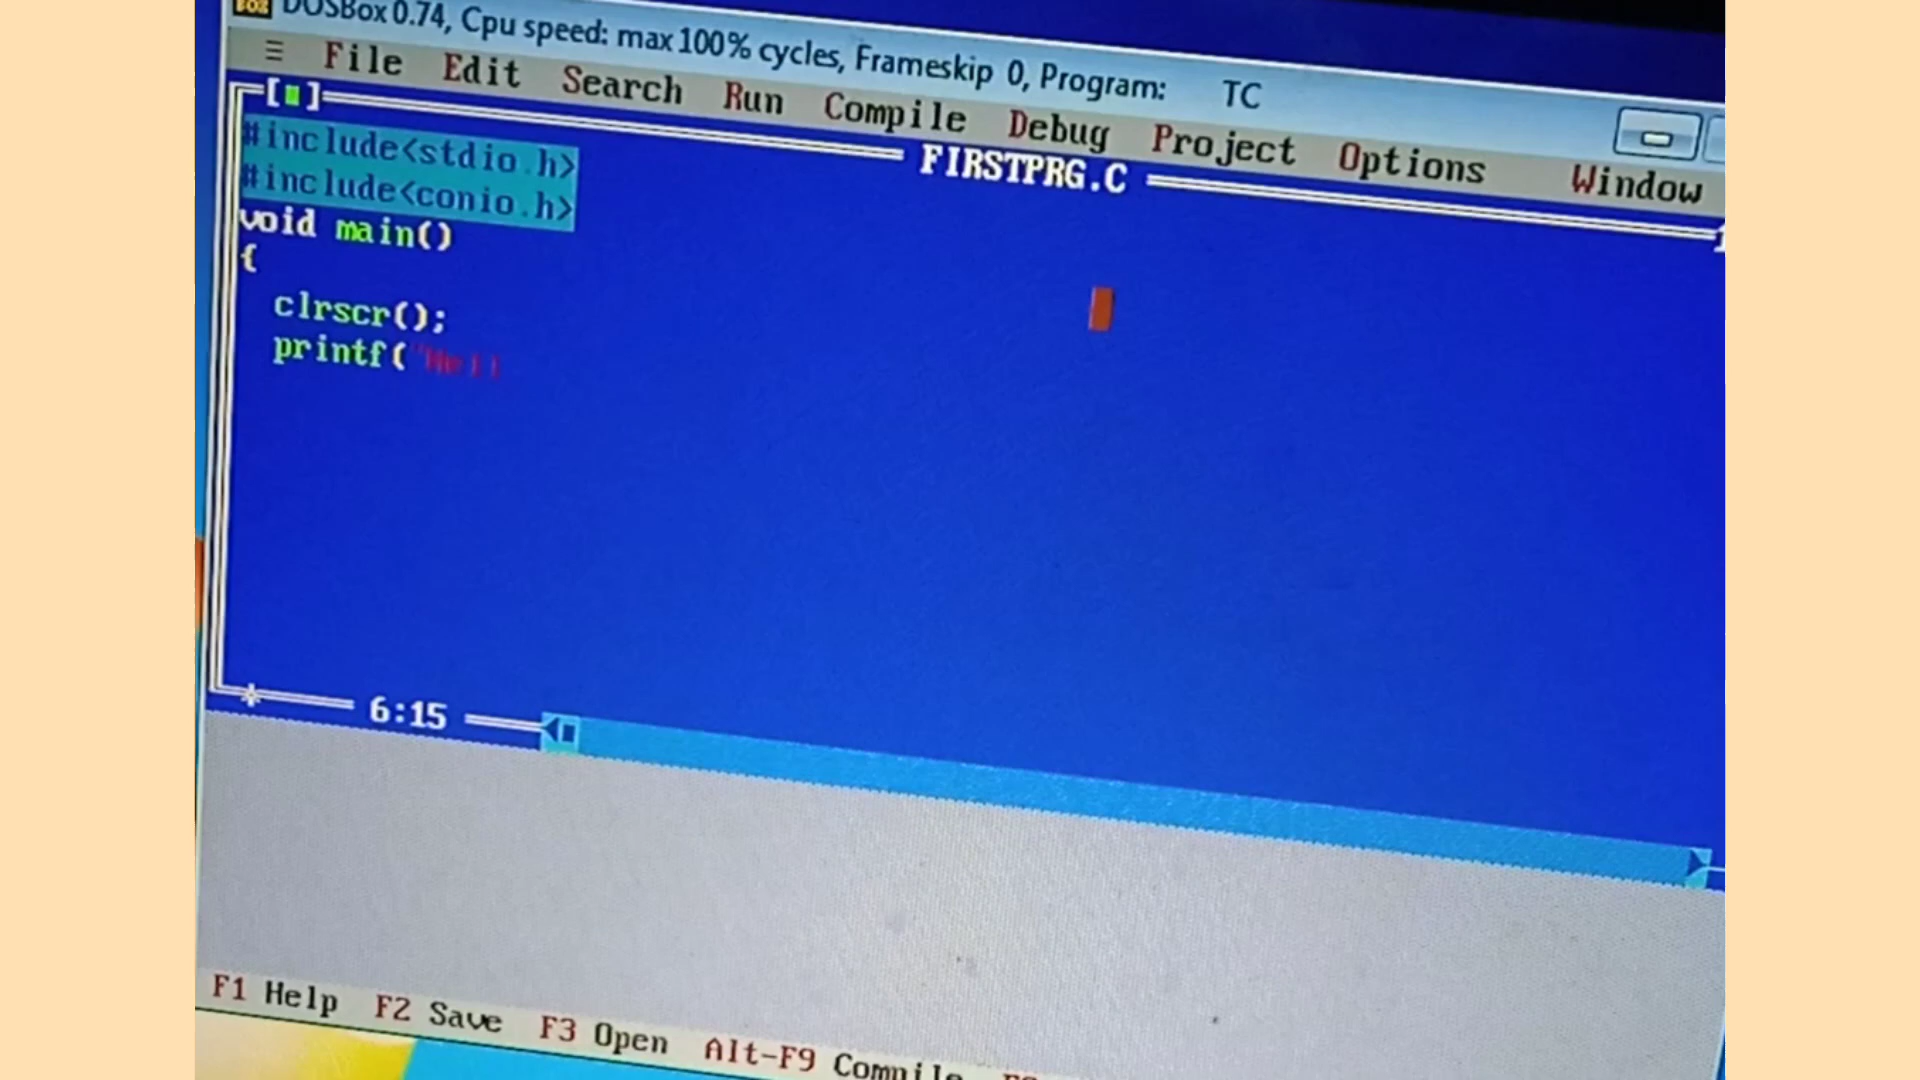 DOSBox 0.74, Cpu speed: max 100% cycles, Frameskip 0, Program: TC
File Edit Search Run Compile Debug Project Options Window
FIRSTPRG.C
#include<stdio.h>
#include<conio.h>
void main()
{
clrscr();
printf("Hell
6:15
F1 Help F2 Save F3 Open Alt-F9 Compile